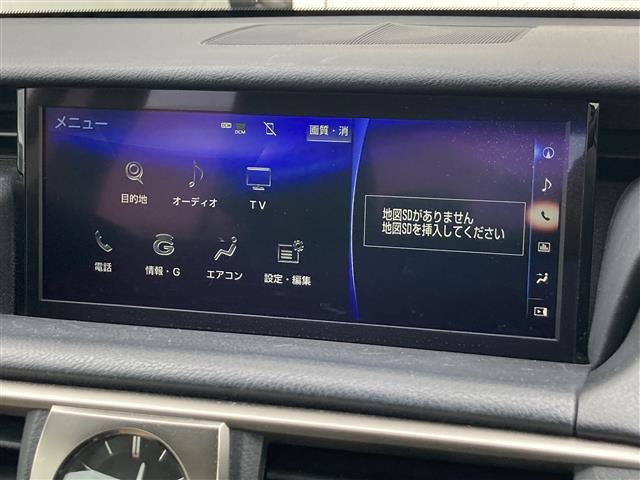 メニュー
DCM
画質・消
目的地
オーディオ
TV
電話
情報・G
エアコン
設定・編集
地図SDがありません
地図SDを挿入してください